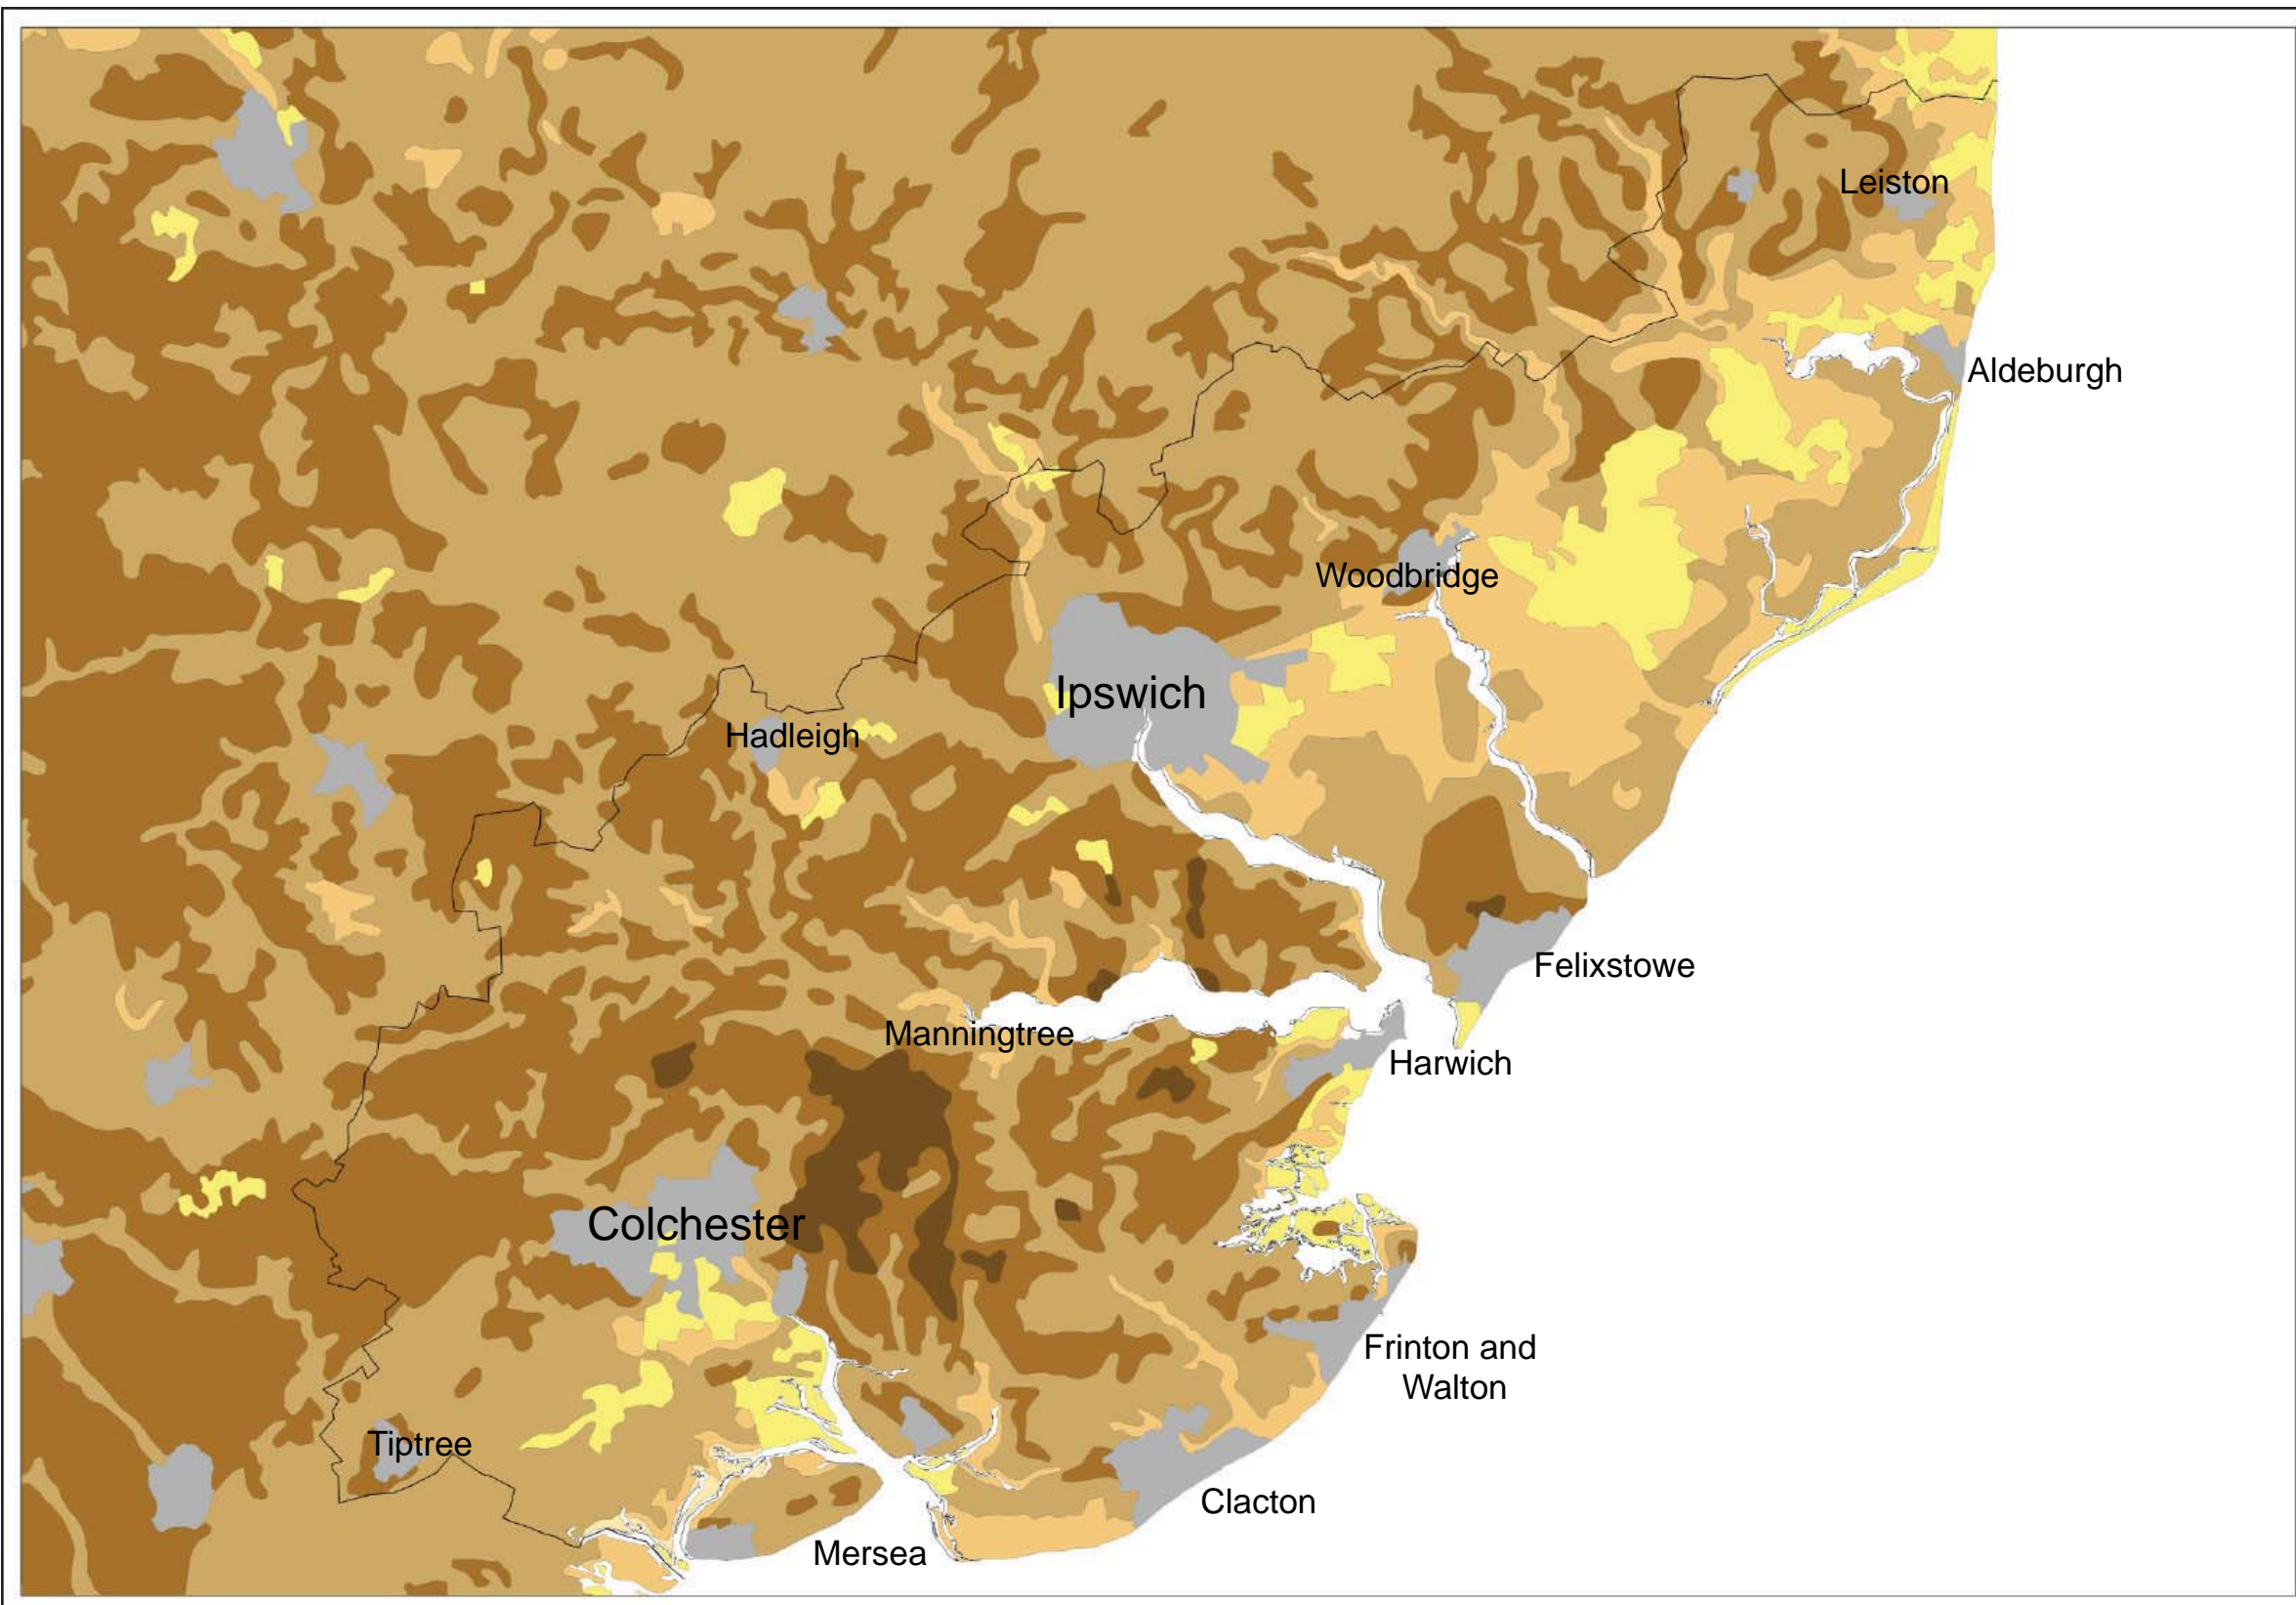 Leiston
Aldeburgh
Woodbridge
Ipswich
Hadleigh
Felixstowe
Manningtree
Harwich
Colchester
Frinton and
Walton
Tiptree
Clacton
Mersea